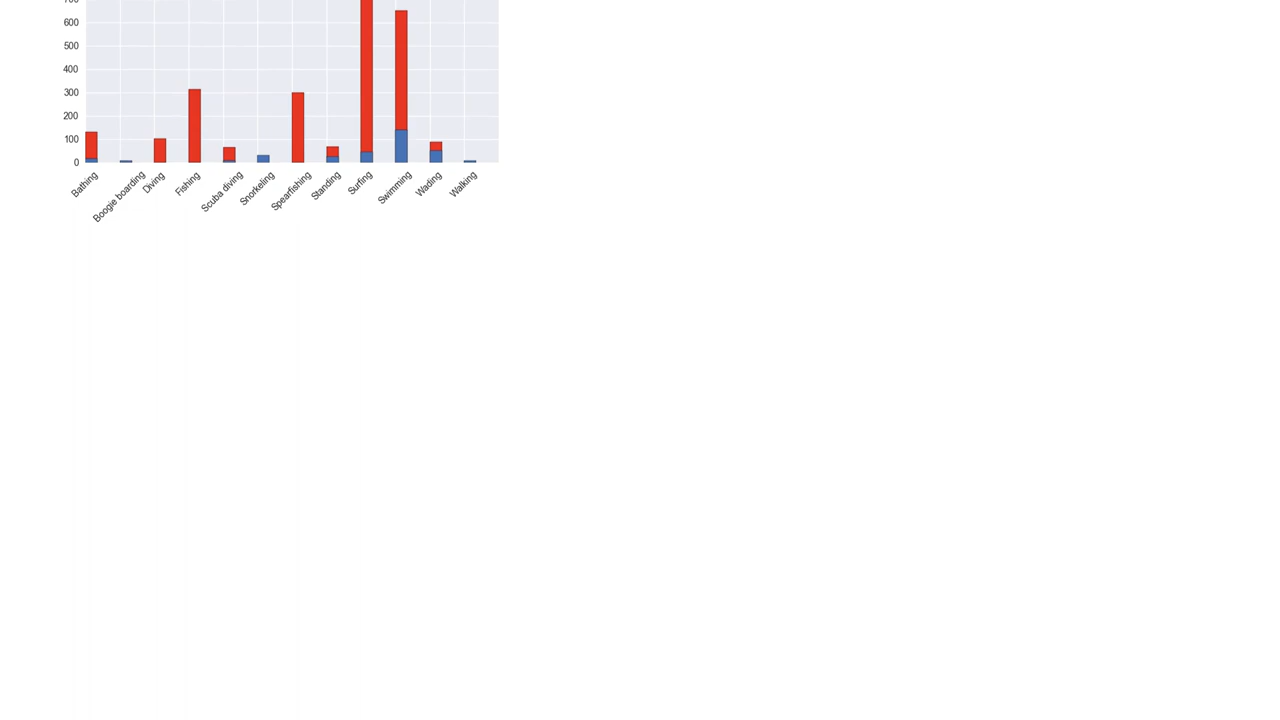 700
600
500
400
300
200
100
0
Bathing
Boogie boarding
Diving
Fishing
Scuba diving
Snorkeling
Spearfishing
Standing
Surfing
Swimming
Wading
Walking